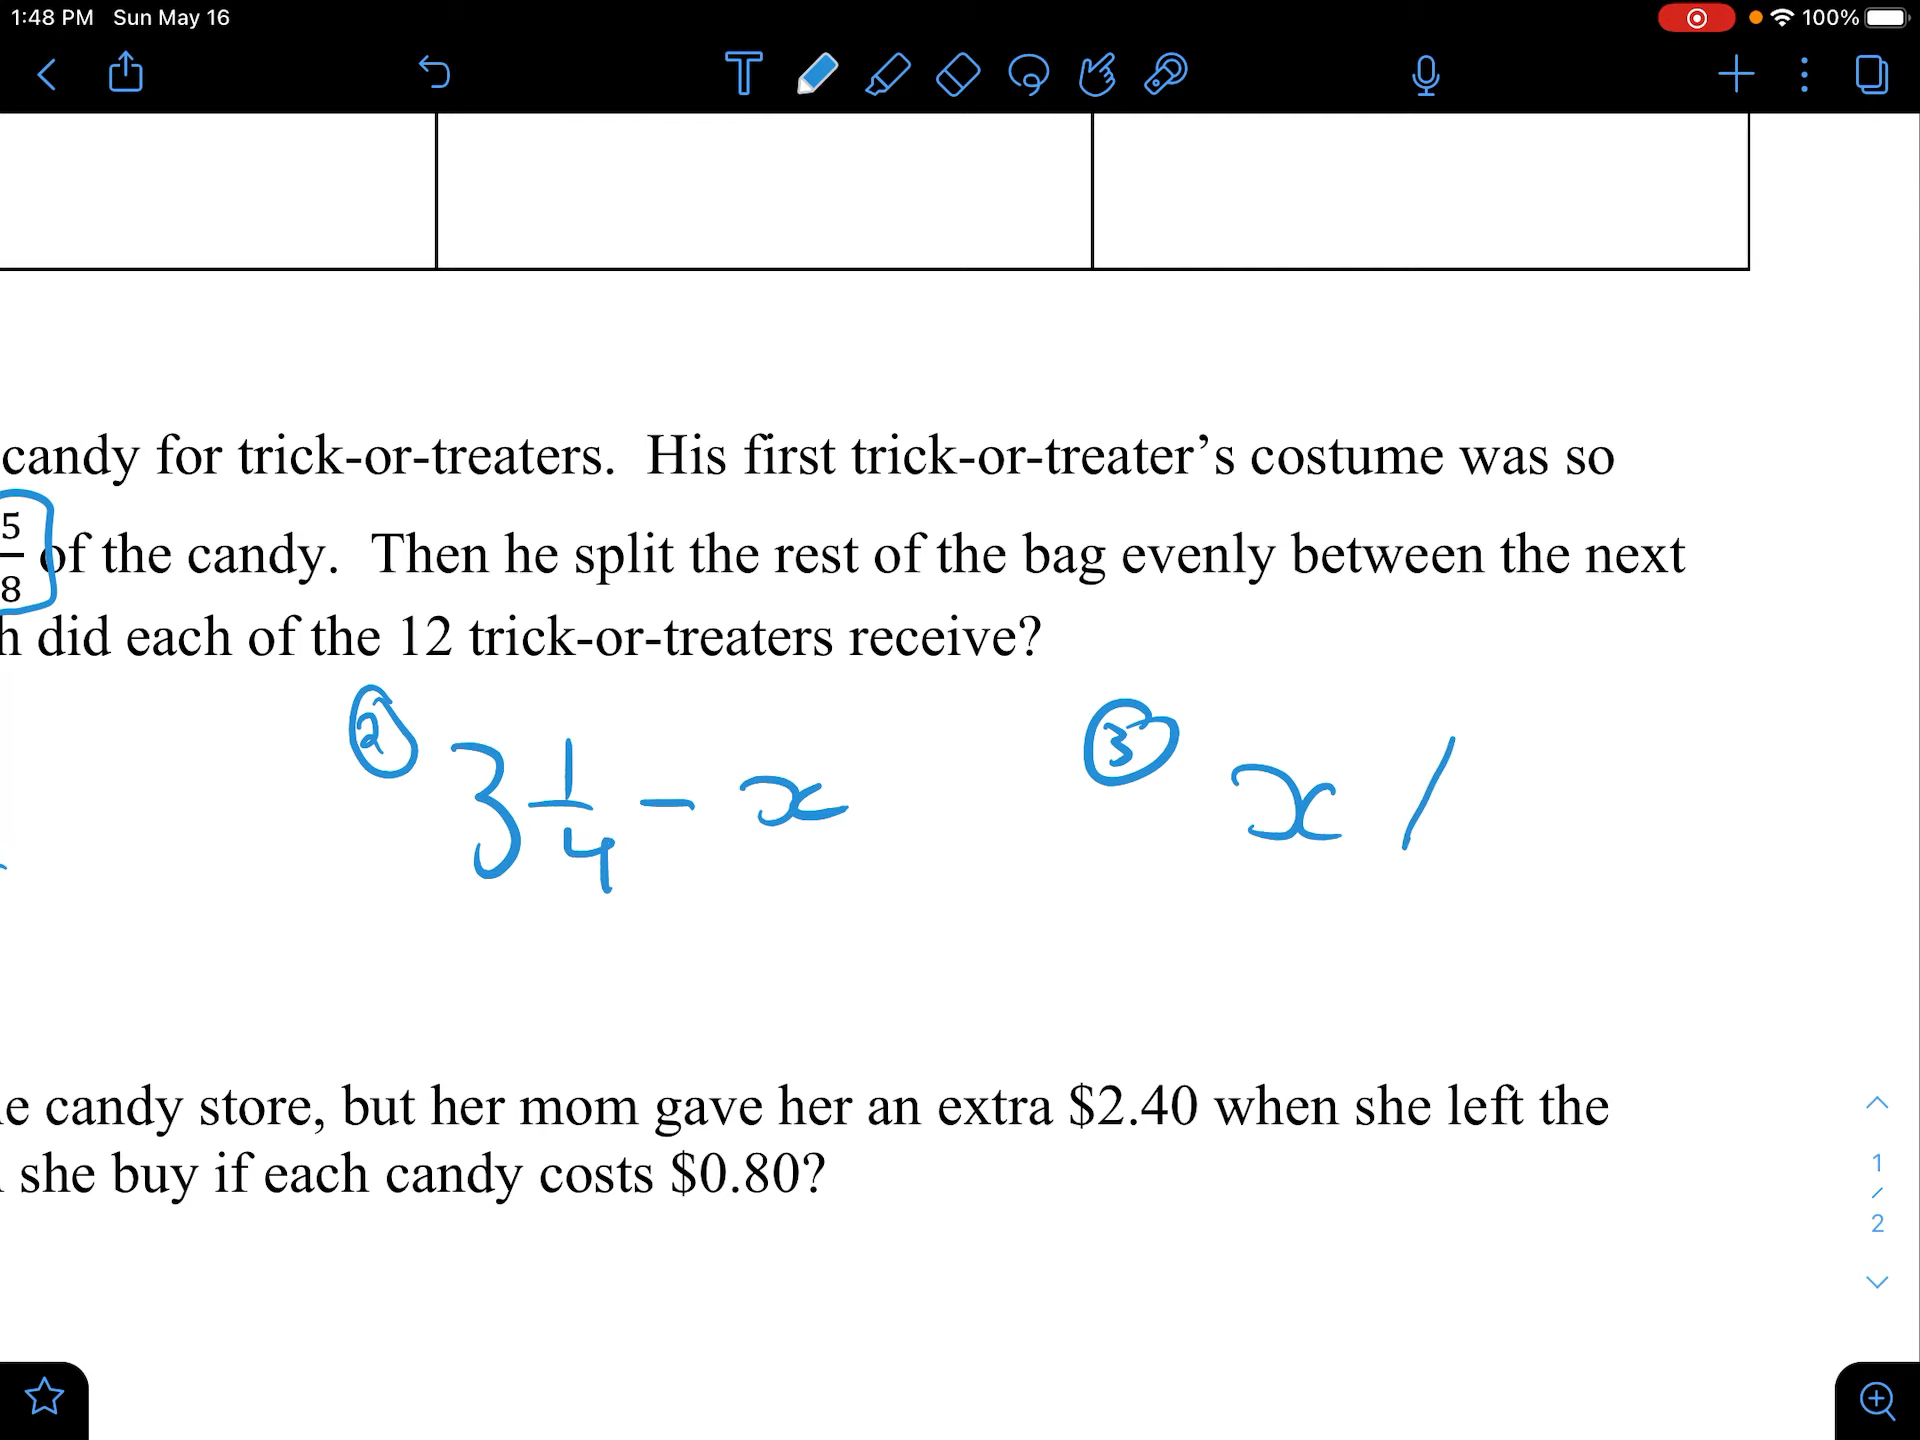 1:48 PM Sun May 16
100%
T
candy for trick-or-treaters. His first trick-or-treater’s costume was so
5/8 of the candy. Then he split the rest of the bag evenly between the next
did each of the 12 trick-or-treaters receive?
2 3 1/4 - x 3 x /
candy store, but her mom gave her an extra $2.40 when she left the
she buy if each candy costs $0.80?
1
/
2